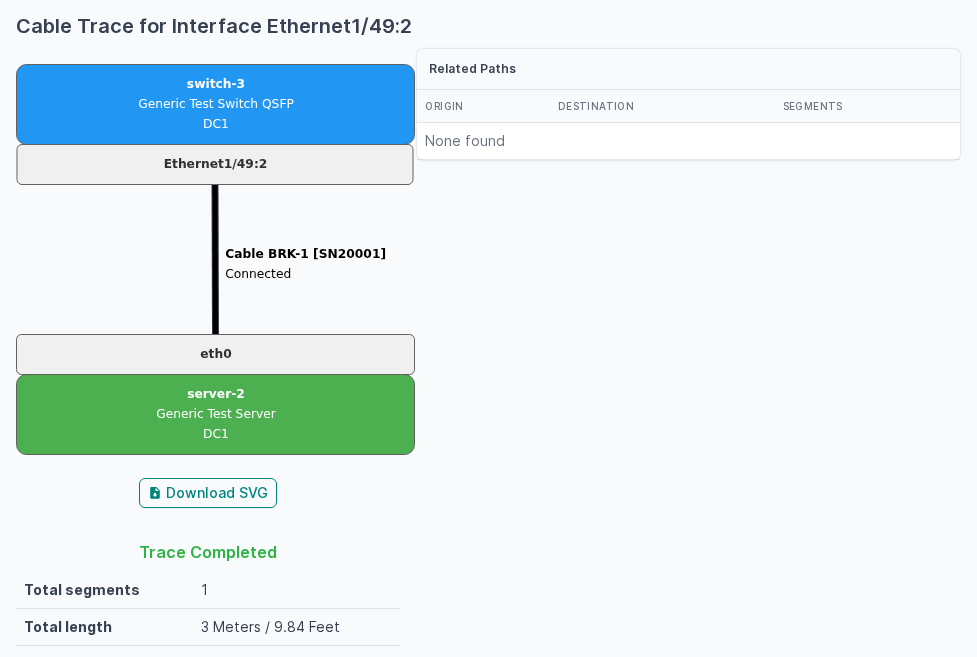 Cable Trace for Interface Ethernet1/49:2
switch-3
Generic Test Switch QSFP
DC1
Ethernet1/49:2
Cable BRK-1 [SN20001]
Connected
eth0
server-2
Generic Test Server
DC1
Download SVG
Trace Completed
Total segments 1
Total length 3 Meters / 9.84 Feet
Related Paths
ORIGIN DESTINATION SEGMENTS
None found